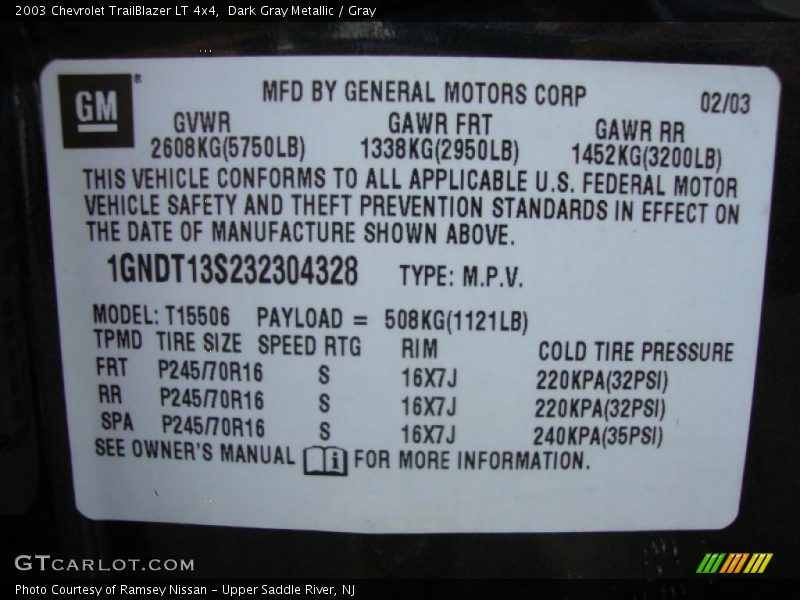 2003 Chevrolet TrailBlazer LT 4x4,  Dark Gray Metallic / Gray
GM ®
MFD BY GENERAL MOTORS CORP
02/03
GVWR GAWR FRT GAWR RR
2608KG(5750LB) 1338KG(2950LB) 1452KG(3200LB)
THIS VEHICLE CONFORMS TO ALL APPLICABLE U.S. FEDERAL MOTOR
VEHICLE SAFETY AND THEFT PREVENTION STANDARDS IN EFFECT ON
THE DATE OF MANUFACTURE SHOWN ABOVE.
1GNDT13S232304328 TYPE: M.P.V.
MODEL: T15506 PAYLOAD = 508KG(1121LB)
TPMD TIRE SIZE SPEED RTG RIM COLD TIRE PRESSURE
FRT P245/70R16 S 16X7J 220KPA(32PSI)
RR P245/70R16 S 16X7J 220KPA(32PSI)
SPA P245/70R16 S 16X7J 240KPA(35PSI)
SEE OWNER'S MANUAL i FOR MORE INFORMATION.
GTCARLOT.COM
Photo Courtesy of Ramsey Nissan - Upper Saddle River, NJ